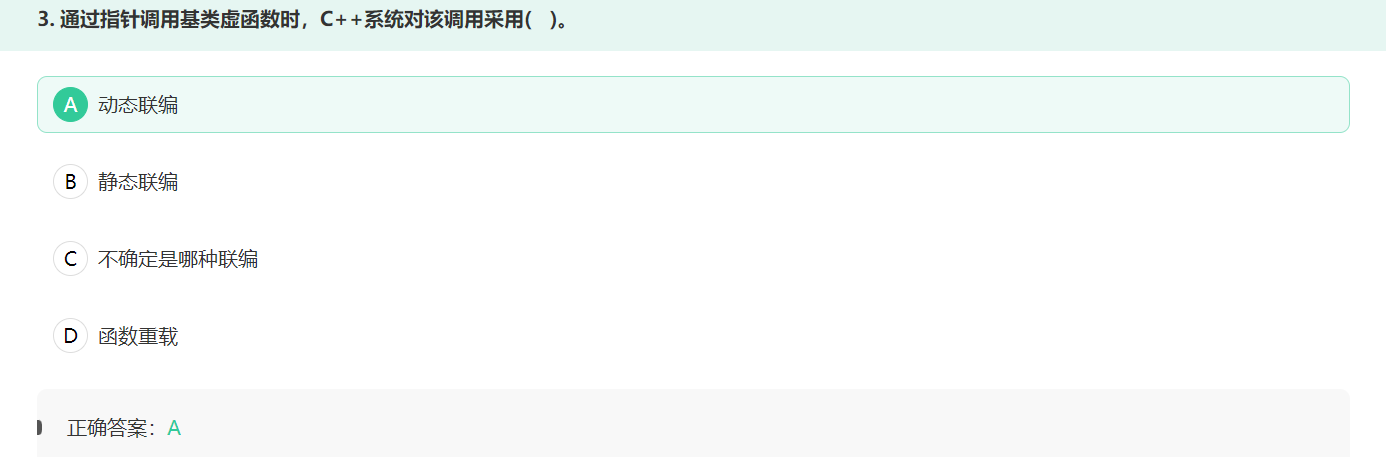 3. 通过指针调用基类虚函数时，C++系统对该调用采用(   )。
A 动态联编
B 静态联编
C 不确定是哪种联编
D 函数重载
正确答案：A